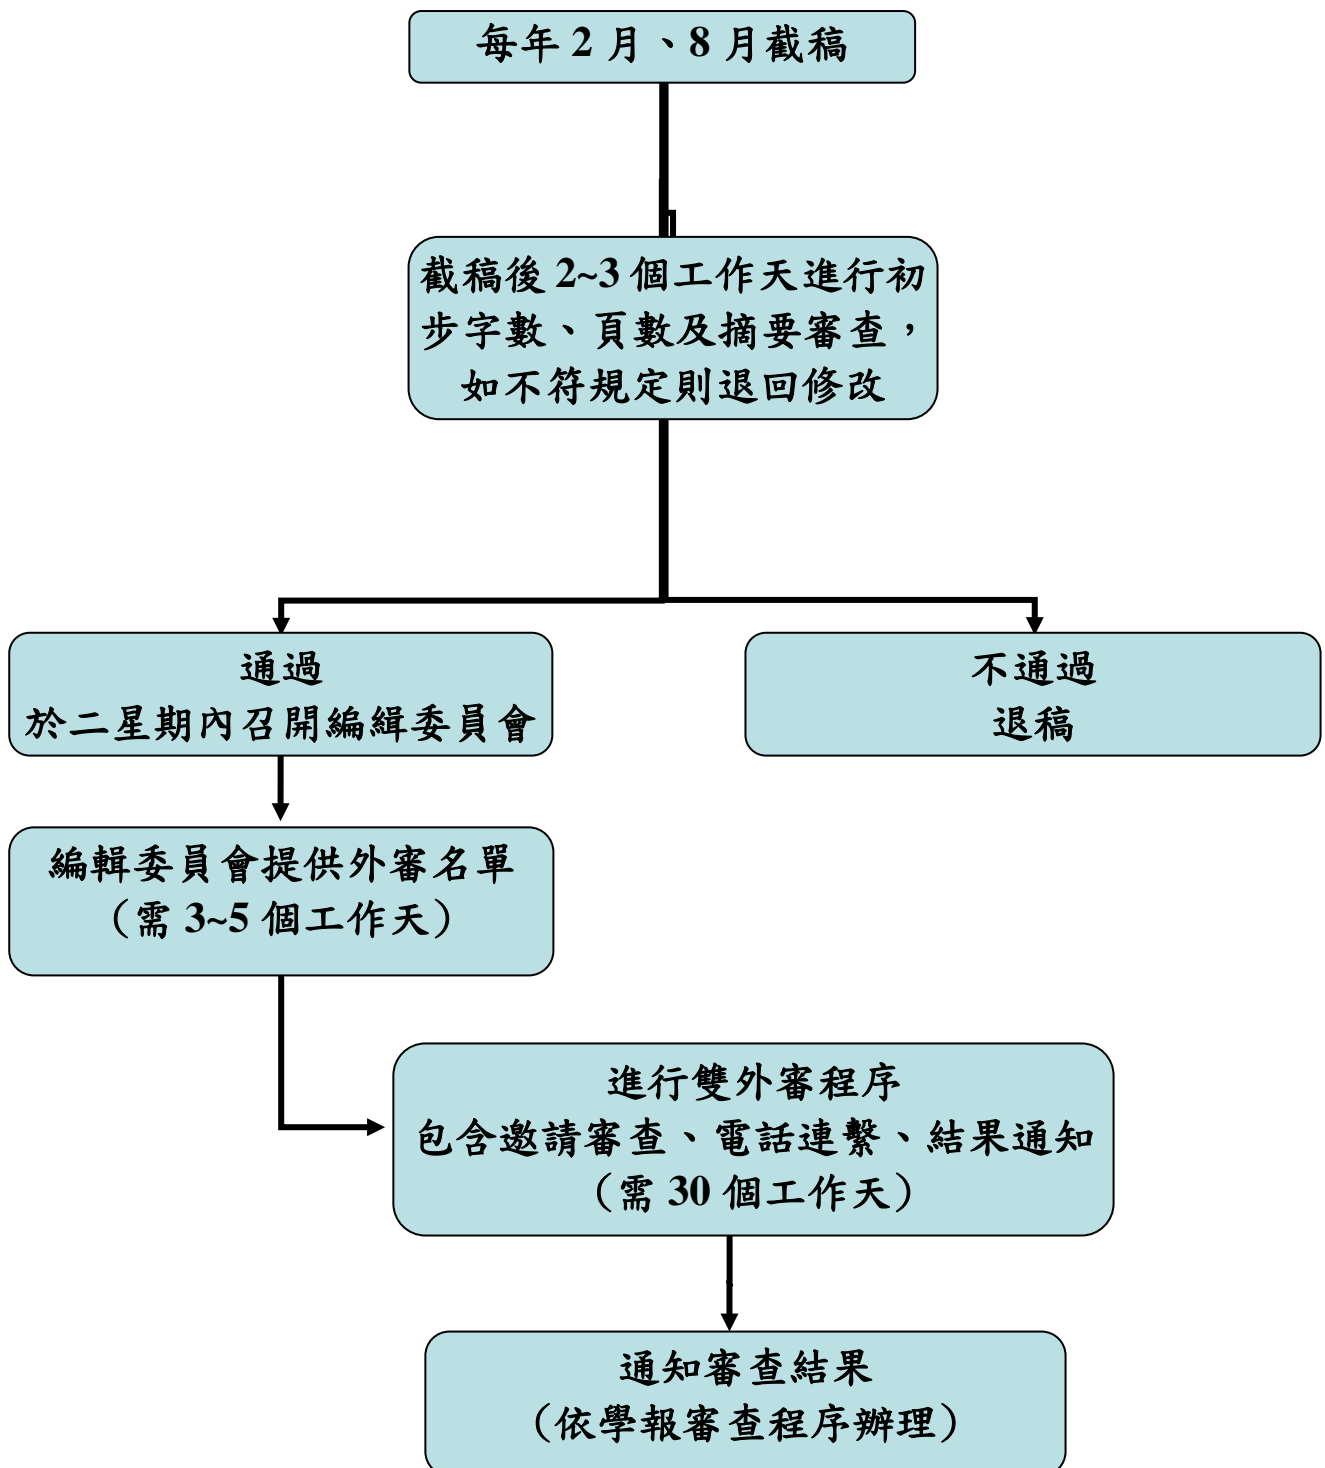 每年 2 月、8 月截稿
截稿後 2~3 個工作天進行初
步字數、頁數及摘要審查，
如不符規定則退回修改
通過
於二星期內召開編緝委員會
不通過
退稿
編輯委員會提供外審名單
（需 3~5 個工作天）
進行雙外審程序
包含邀請審查、電話連繫、結果通知
（需 30 個工作天）
通知審查結果
（依學報審查程序辦理）